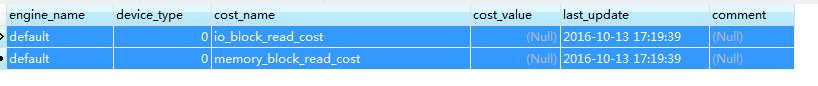 engine_name device_type cost_name cost_value last_update comment
default 0 io_block_read_cost (Null) 2016-10-13 17:19:39 (Null)
default 0 memory_block_read_cost (Null) 2016-10-13 17:19:39 (Null)